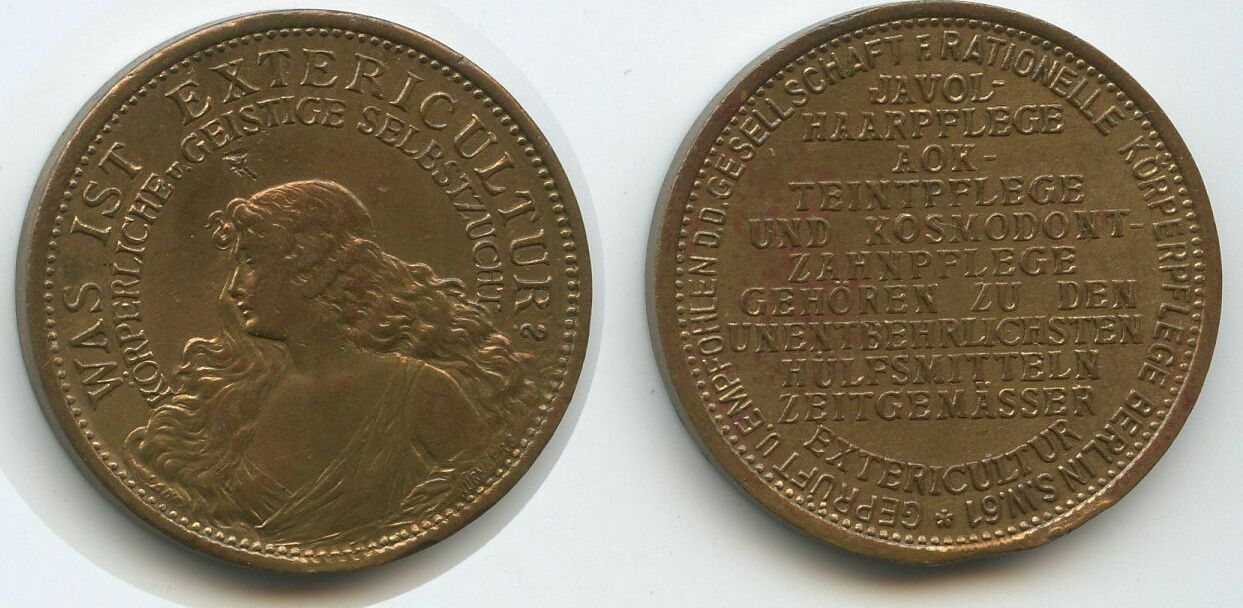 WAS IST EXTERICULTUR?
KÖRPERLICHE U. GEISTIGE SELBSTZUCHT
GEPRÜFT U EMPFOHLEN D.D. GESELLSCHAFT F. RATIONELLE KÖRPERPFLEGE BERLIN S.W.61 *
JAVOL-
HAARPFLEGE
AOK-
TEINTPFLEGE
UND KOSMODONT-
ZAHNPFLEGE
GEHÖREN ZU DEN
UNENTBEHRLICHSTEN
HÜLFSMITTELN
ZEITGEMÄSSER
EXTERICULTUR